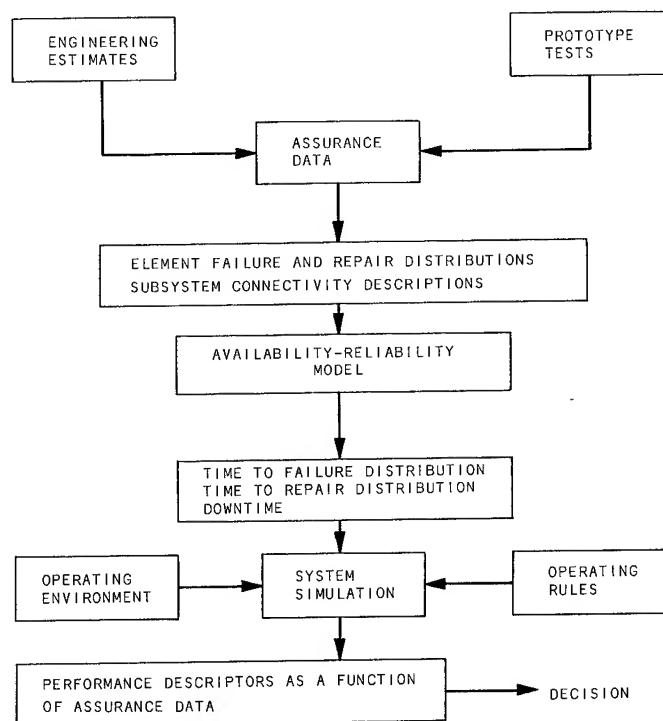 ENGINEERING
ESTIMATES
PROTOTYPE
TESTS
ASSURANCE
DATA
ELEMENT FAILURE AND REPAIR DISTRIBUTIONS
SUBSYSTEM CONNECTIVITY DESCRIPTIONS
AVAILABILITY-RELIABILITY
MODEL
TIME TO FAILURE DISTRIBUTION
TIME TO REPAIR DISTRIBUTION
DOWNTIME
OPERATING
ENVIRONMENT
SYSTEM
SIMULATION
OPERATING
RULES
PERFORMANCE DESCRIPTORS AS A FUNCTION
OF ASSURANCE DATA
DECISION